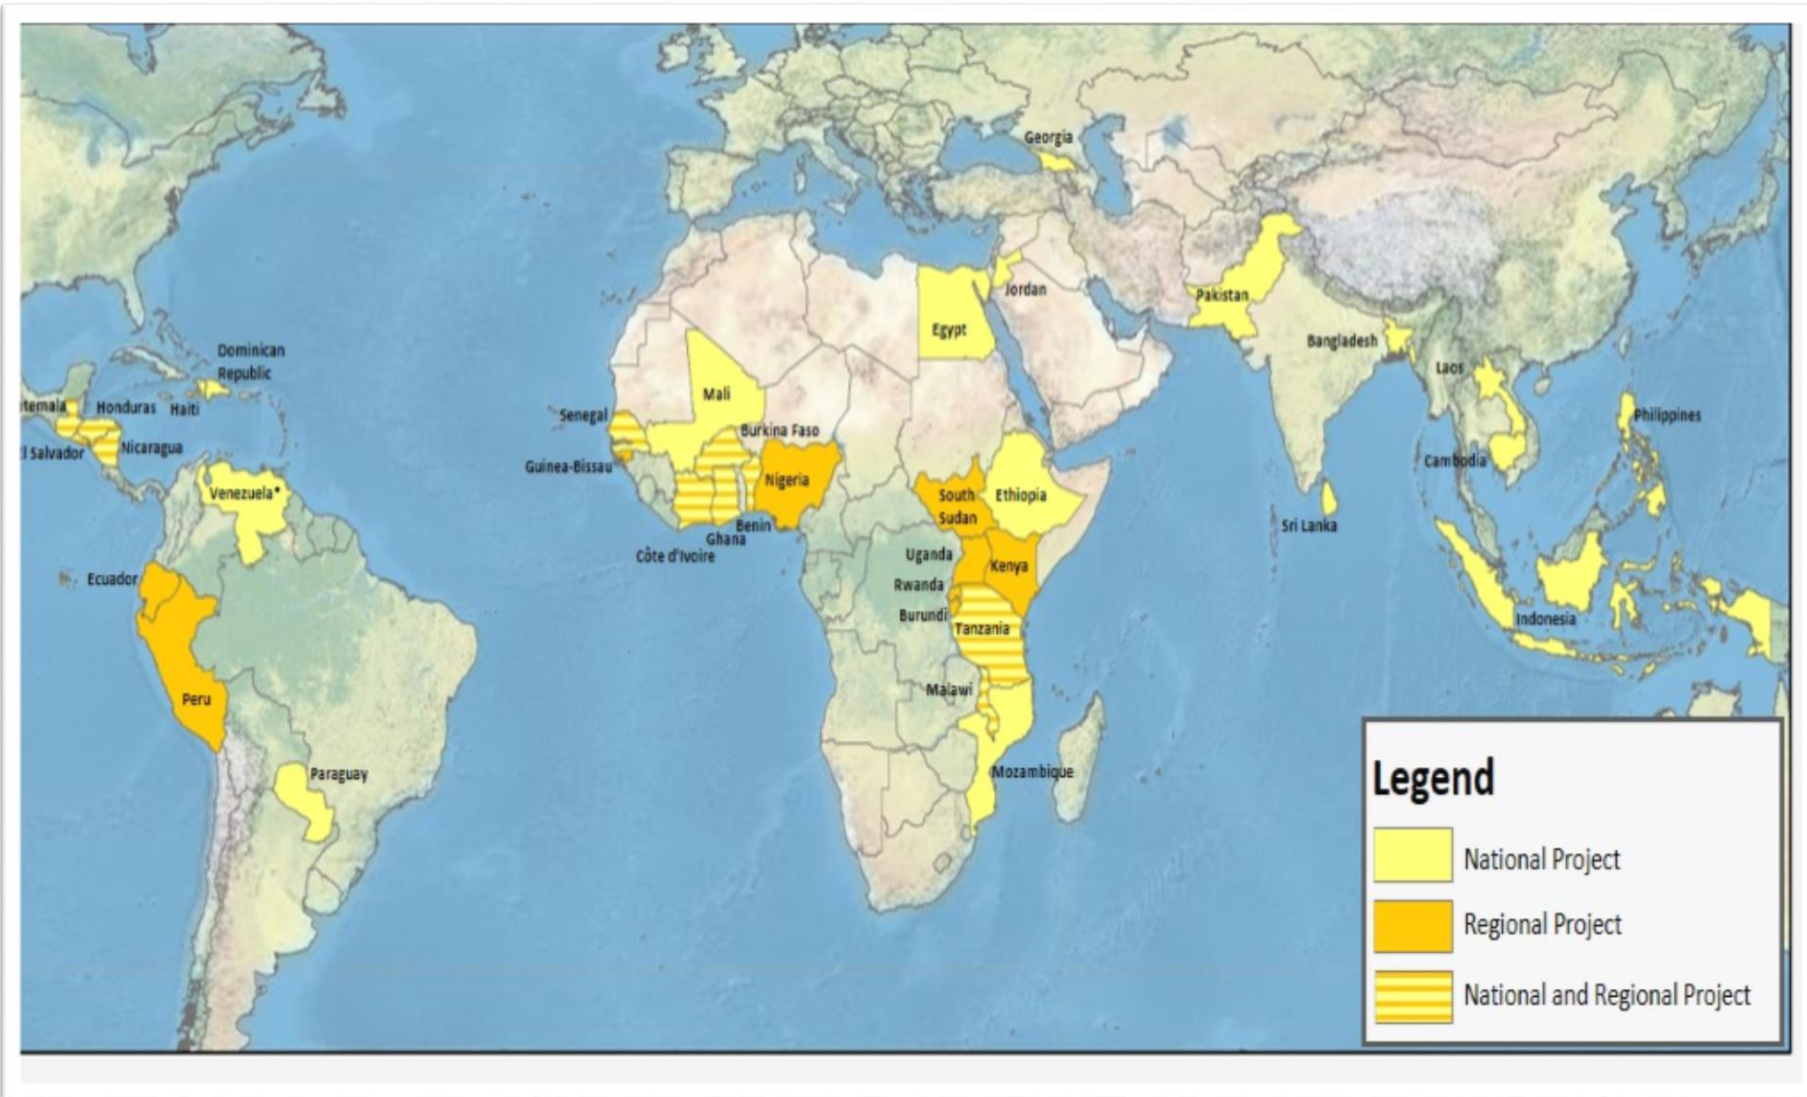 Georgia
Jordan
Pakistan
Egypt
Bangladesh
Dominican
Republic
Laos
Mali
temala
Honduras
Haiti
Senegal
Philippines
Burkina Faso
l Salvador
Nicaragua
Guinea-Bissau
Cambodia
Nigeria
Venezuela*
South
Sudan
Ethiopia
Benin
Sri Lanka
Ghana
Côte d'Ivoire
Uganda
Kenya
Ecuador
Rwanda
Burundi
Tanzania
Indonesia
Malawi
Peru
Paraguay
Mozambique
Legend
National Project
Regional Project
National and Regional Project